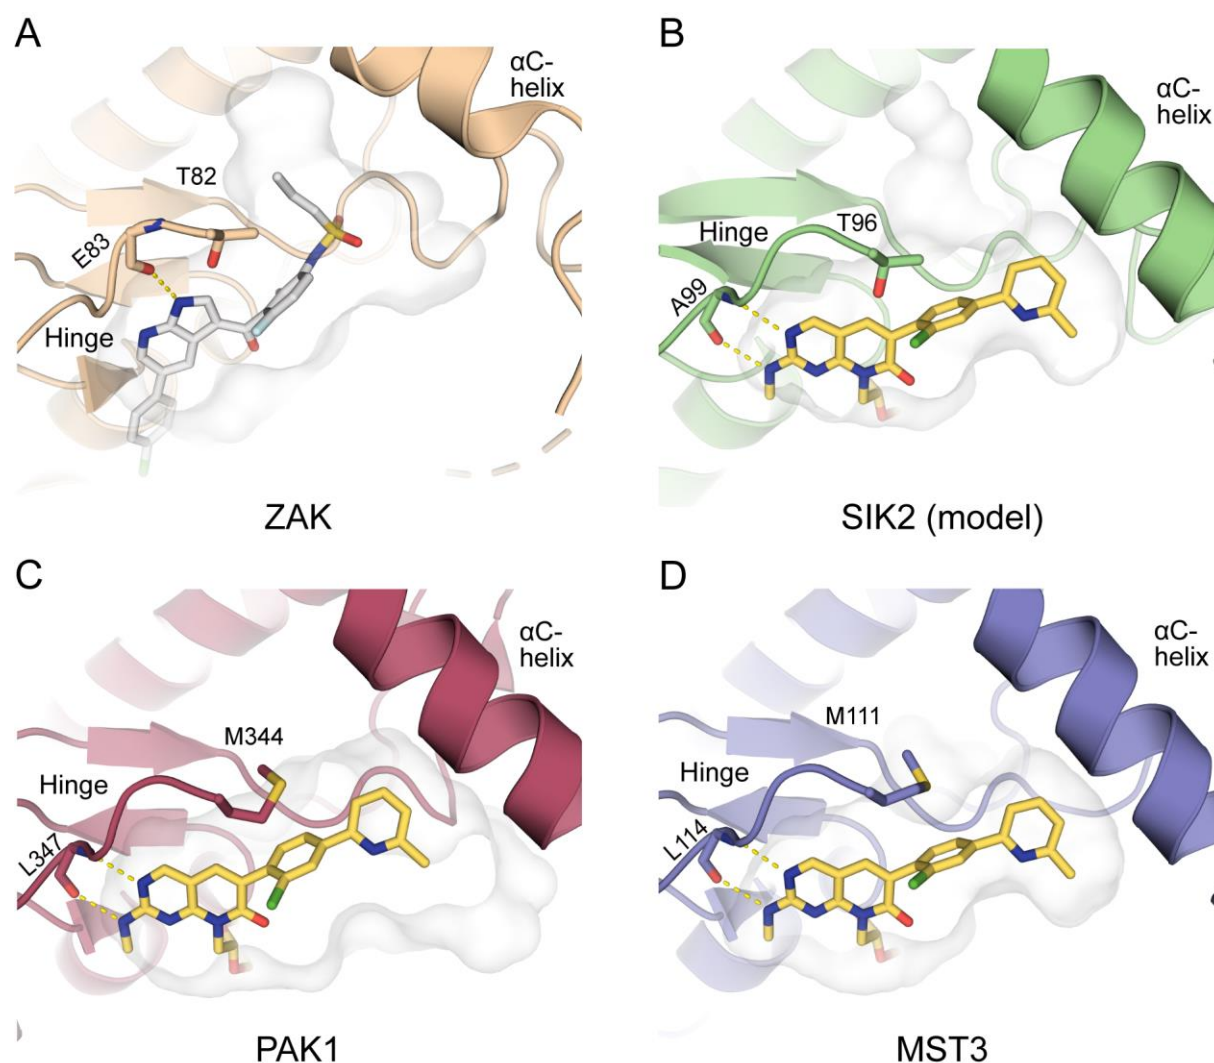 A
αC-
helix
T82
E83
Hinge
ZAK
B
αC-
helix
Hinge
T96
A99
SIK2 (model)
C
αC-
helix
M344
Hinge
L347
PAK1
D
αC-
helix
M111
Hinge
L114
MST3